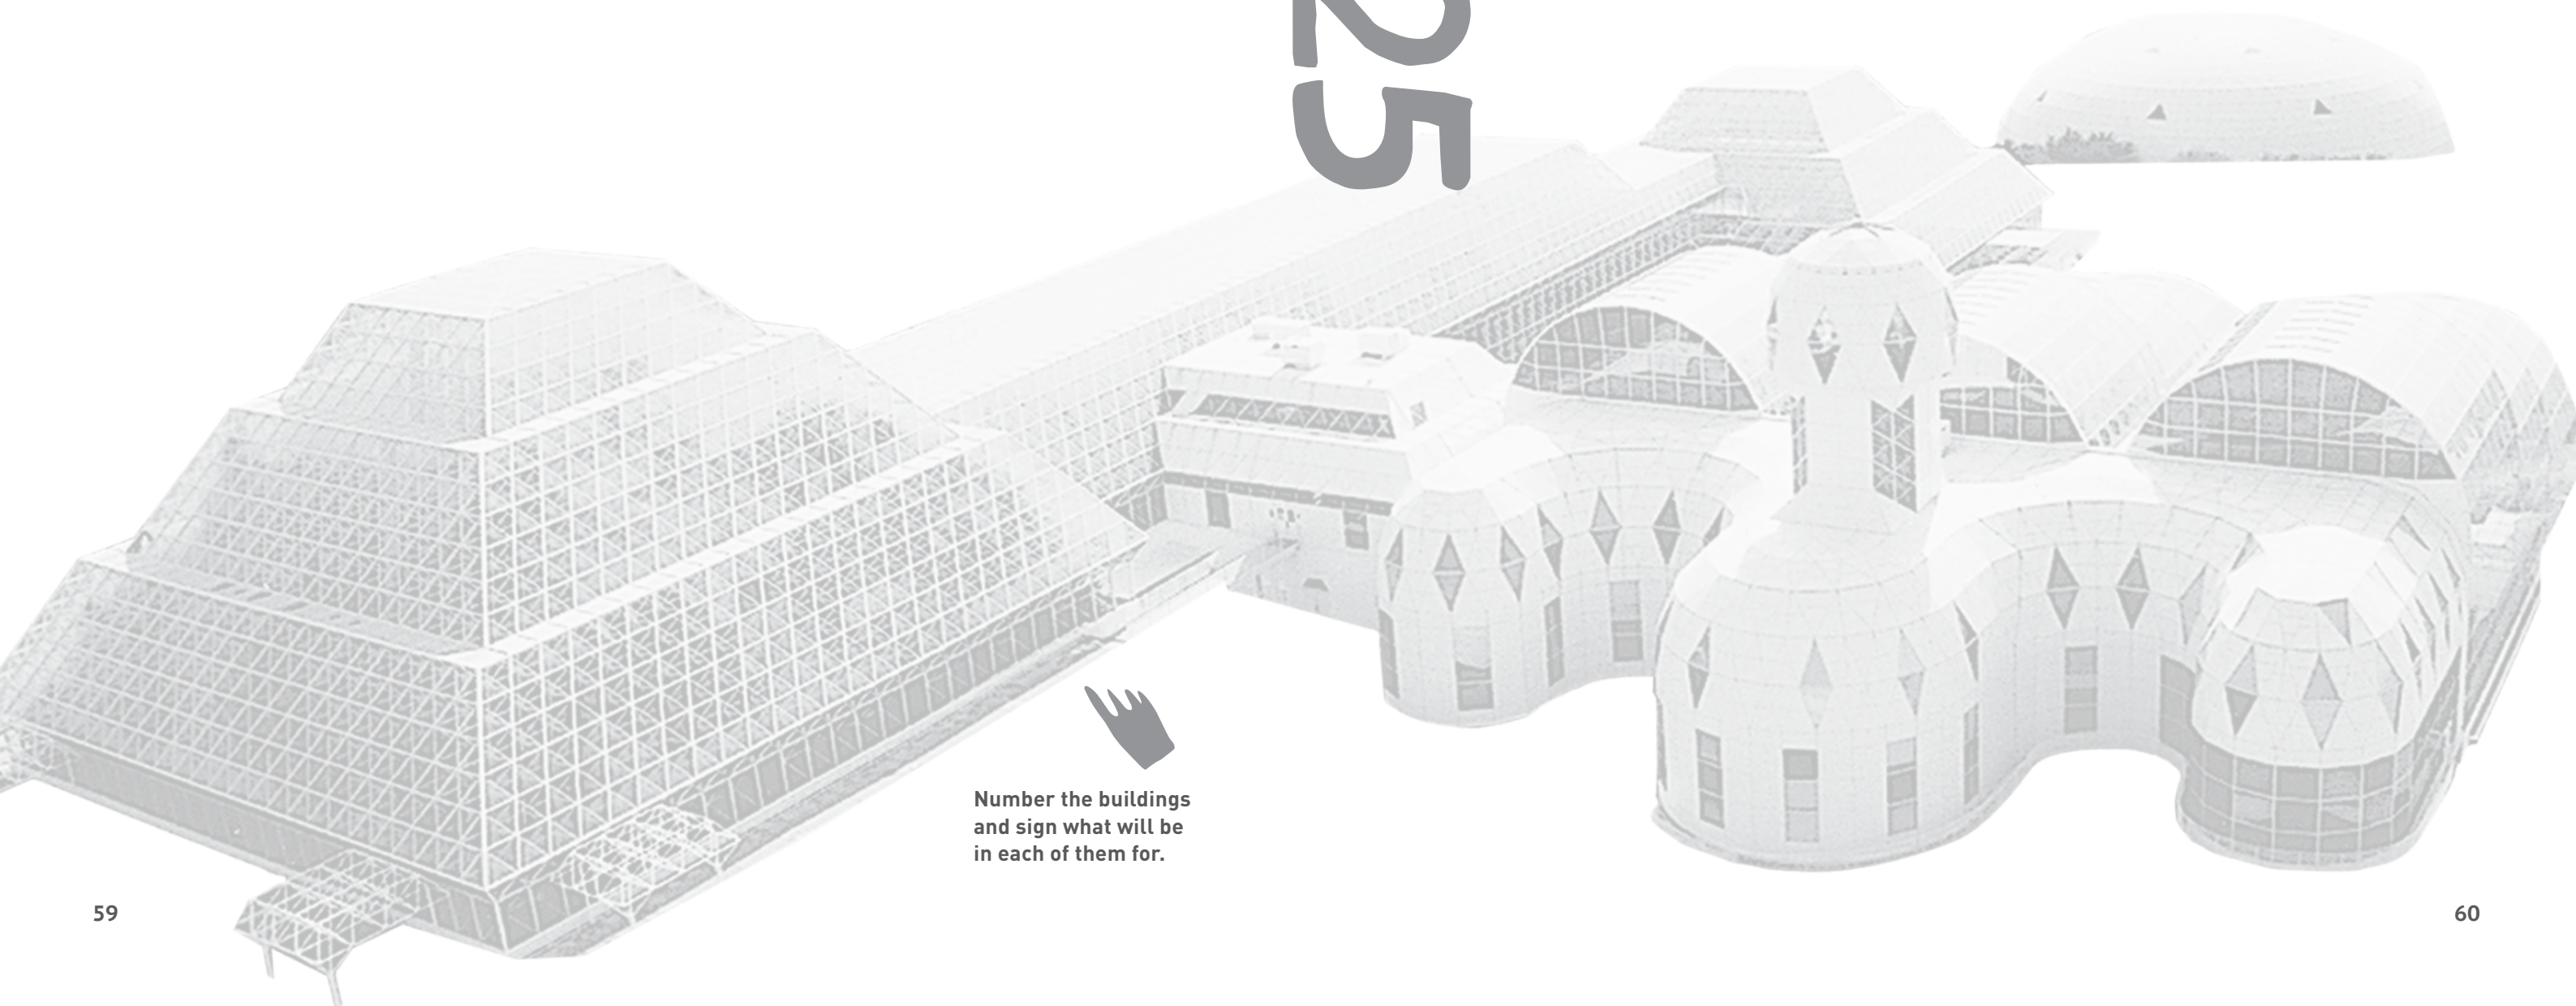 25
Number the buildings
and sign what will be
in each of them for.
59
60